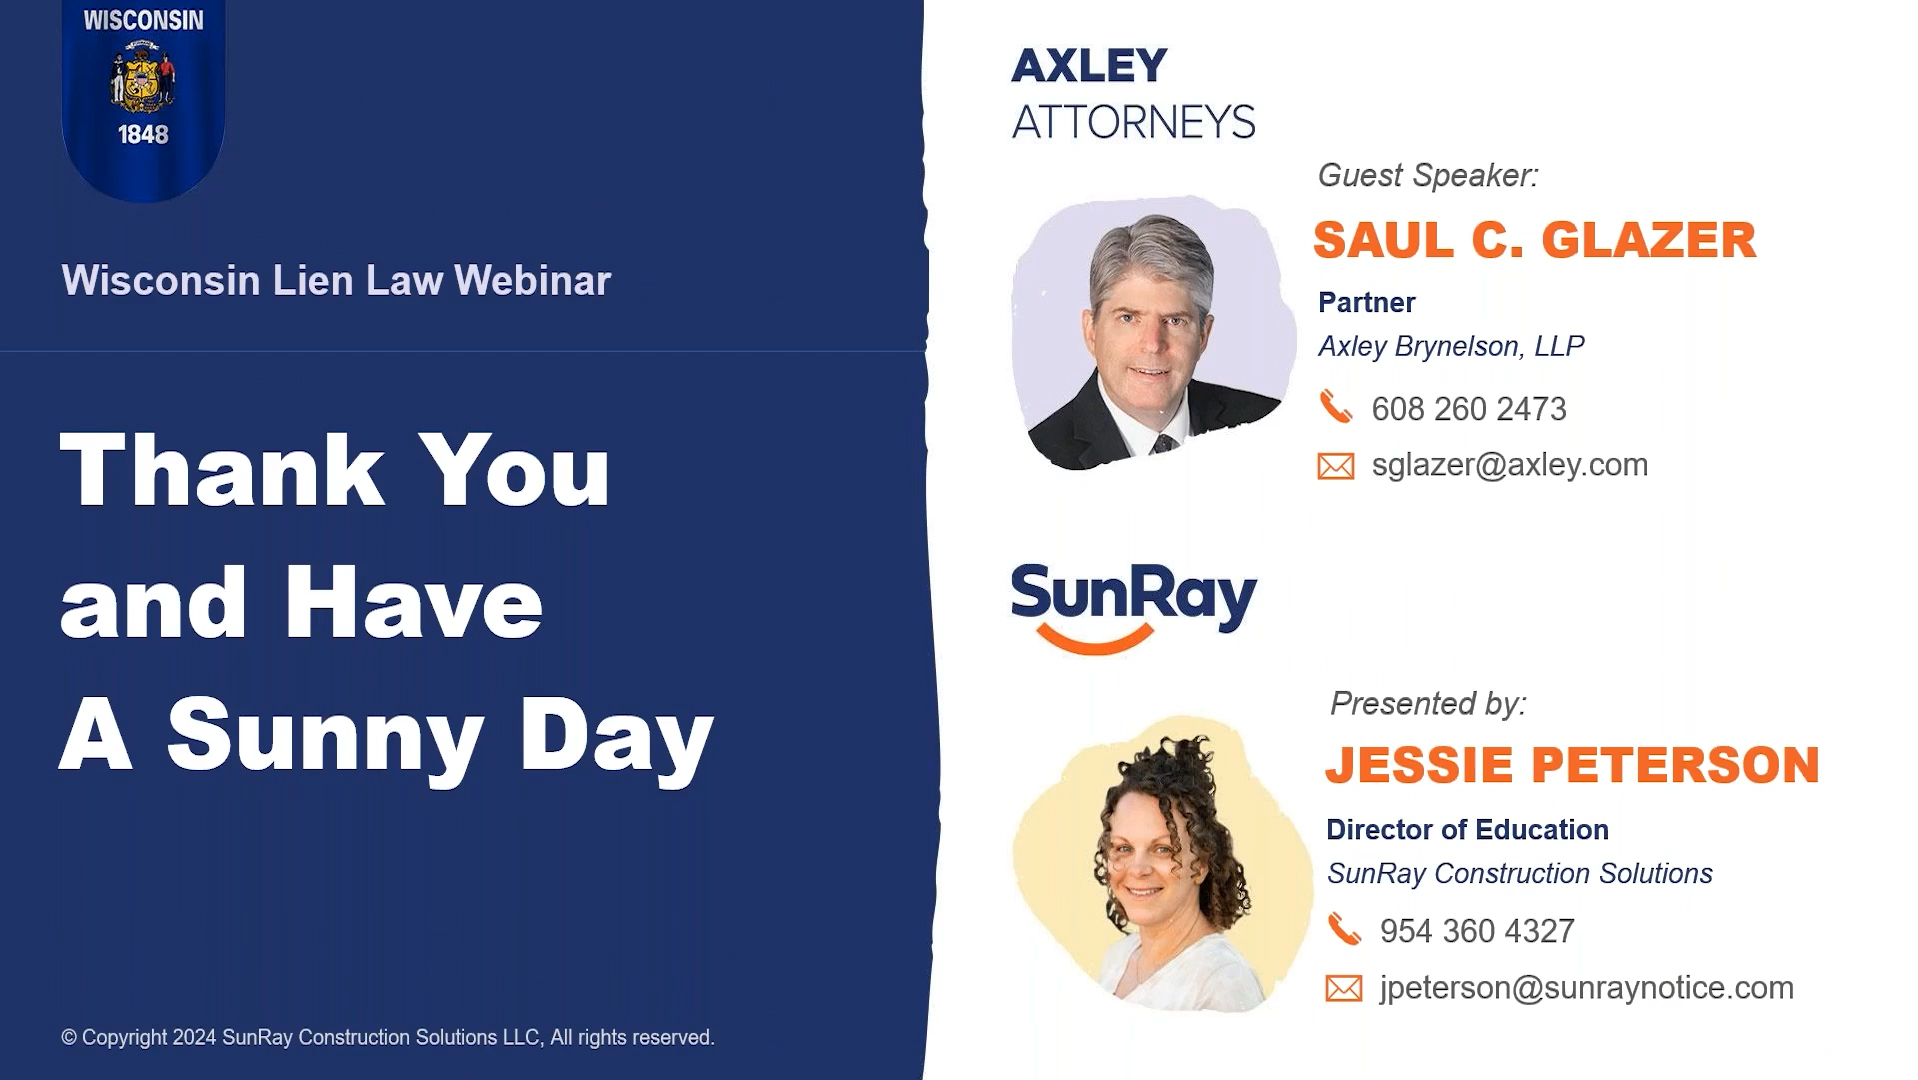 WISCONSIN
1848
Wisconsin Lien Law Webinar
Thank You
and Have
A Sunny Day
© Copyright 2024 SunRay Construction Solutions LLC, All rights reserved.
AXLEY
ATTORNEYS
Guest Speaker:
SAUL C. GLAZER
Partner
Axley Brynelson, LLP
608 260 2473
sglazer@axley.com
SunRay
Presented by:
JESSIE PETERSON
Director of Education
SunRay Construction Solutions
954 360 4327
jpeterson@sunraynotice.com